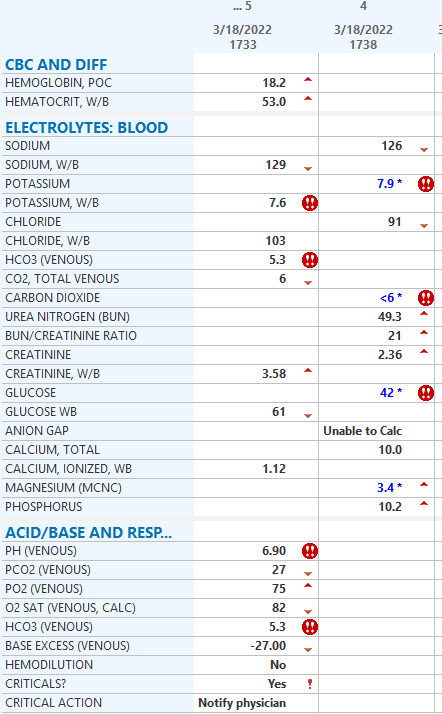 ... 5 4
3/18/2022 3/18/2022
1733 1738
CBC AND DIFF
HEMOGLOBIN, POC 18.2
HEMATOCRIT, W/B 53.0
ELECTROLYTES: BLOOD
SODIUM 126
SODIUM, W/B 129
POTASSIUM 7.9 *
POTASSIUM, W/B 7.6
CHLORIDE 91
CHLORIDE, W/B 103
HCO3 (VENOUS) 5.3
CO2, TOTAL VENOUS 6
CARBON DIOXIDE <6 *
UREA NITROGEN (BUN) 49.3
BUN/CREATININE RATIO 21
CREATININE 2.36
CREATININE, W/B 3.58
GLUCOSE 42 *
GLUCOSE WB 61
ANION GAP Unable to Calc
CALCIUM, TOTAL 10.0
CALCIUM, IONIZED, WB 1.12
MAGNESIUM (MCNC) 3.4 *
PHOSPHORUS 10.2
ACID/BASE AND RESP...
PH (VENOUS) 6.90
PCO2 (VENOUS) 27
PO2 (VENOUS) 75
O2 SAT (VENOUS, CALC) 82
HCO3 (VENOUS) 5.3
BASE EXCESS (VENOUS) -27.00
HEMODILUTION No
CRITICALS? Yes !
CRITICAL ACTION Notify physician